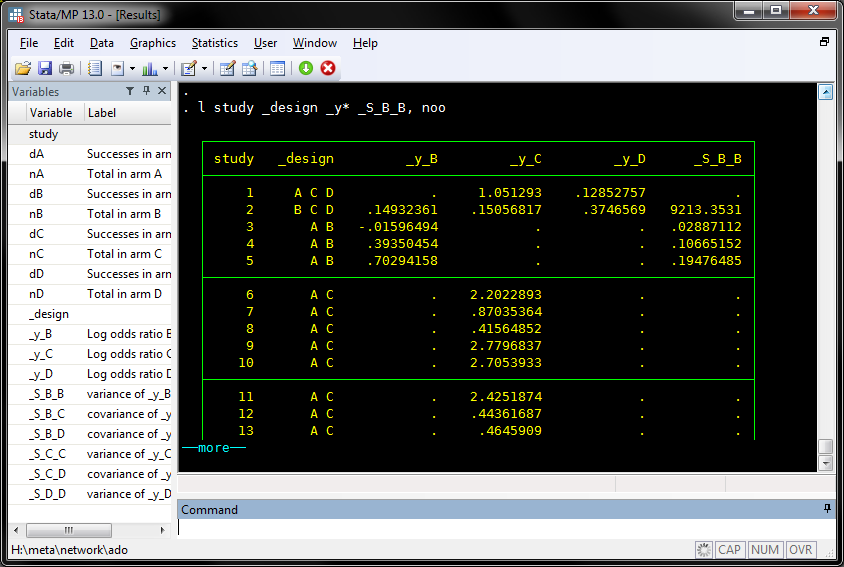 Stata/MP 13.0 - [Results]
File Edit Data Graphics Statistics User Window Help
Variables
Variable Label
study
dA Successes in arm
nA Total in arm A
dB Successes in arm
nB Total in arm B
dC Successes in arm
nC Total in arm C
dD Successes in arm
nD Total in arm D
_design
_y_B Log odds ratio B
_y_C Log odds ratio C
_y_D Log odds ratio D
_S_B_B variance of _y_B
_S_B_C covariance of _y
_S_B_D covariance of _y
_S_C_C variance of _y_C
_S_C_D covariance of _y
_S_D_D variance of _y_D
.
. l study _design _y* _S_B_B, noo
study _design _y_B _y_C _y_D _S_B_B
1 A C D . 1.051293 .12852757 .
2 B C D .14932361 .15056817 .3746569 9213.3531
3 A B -.01596494 . . .02887112
4 A B .39350454 . . .10665152
5 A B .70294158 . . .19476485
6 A C . 2.2022893 . .
7 A C . .87035364 . .
8 A C . .41564852 . .
9 A C . 2.7796837 . .
10 A C . 2.7053933 . .
11 A C . 2.4251874 . .
12 A C . .44361687 . .
13 A C . .4645909 . .
—more—
Command
H:\meta\network\ado
CAP NUM OVR